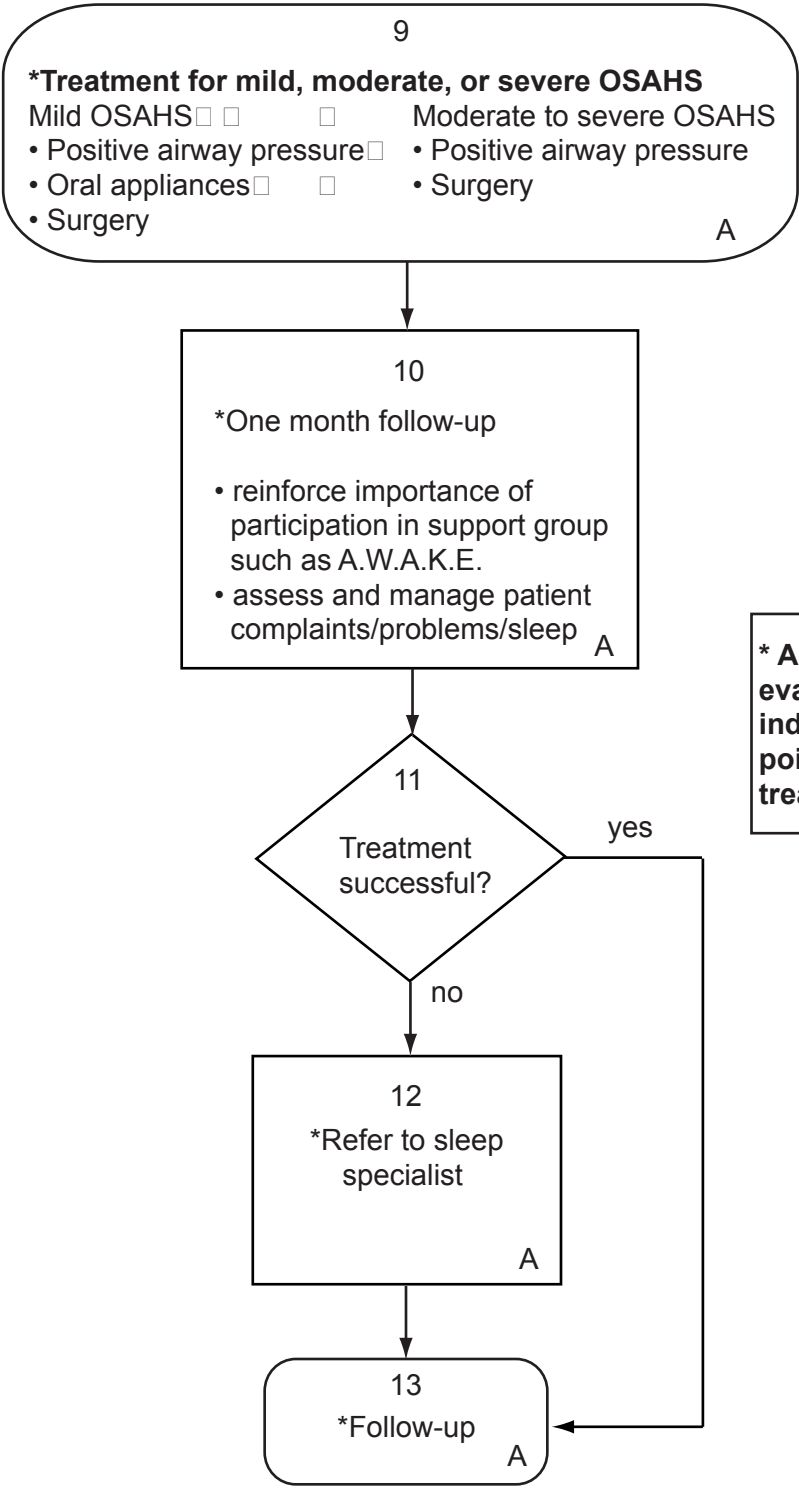 9
*Treatment for mild, moderate, or severe OSAHS
Mild OSAHS Moderate to severe OSAHS
• Positive airway pressure • Positive airway pressure
• Oral appliances • Surgery
• Surgery
A
10
*One month follow-up
• reinforce importance of
participation in support group
such as A.W.A.K.E.
• assess and manage patient
complaints/problems/sleep
A
11
Treatment
successful?
yes
no
12
*Refer to sleep
specialist
A
13
*Follow-up
A
*